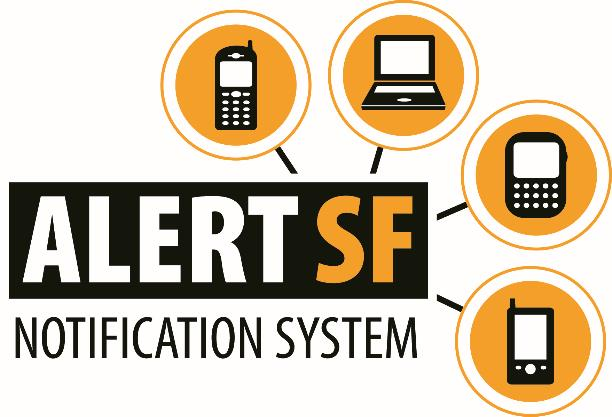 ALERT SF
NOTIFICATION SYSTEM